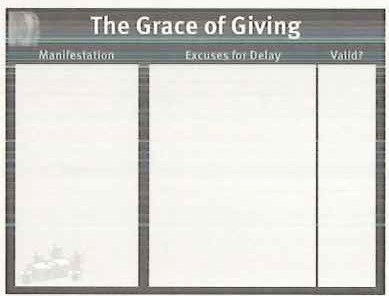 The Grace of Giving
Manifestation Excuses for Delay Valid?